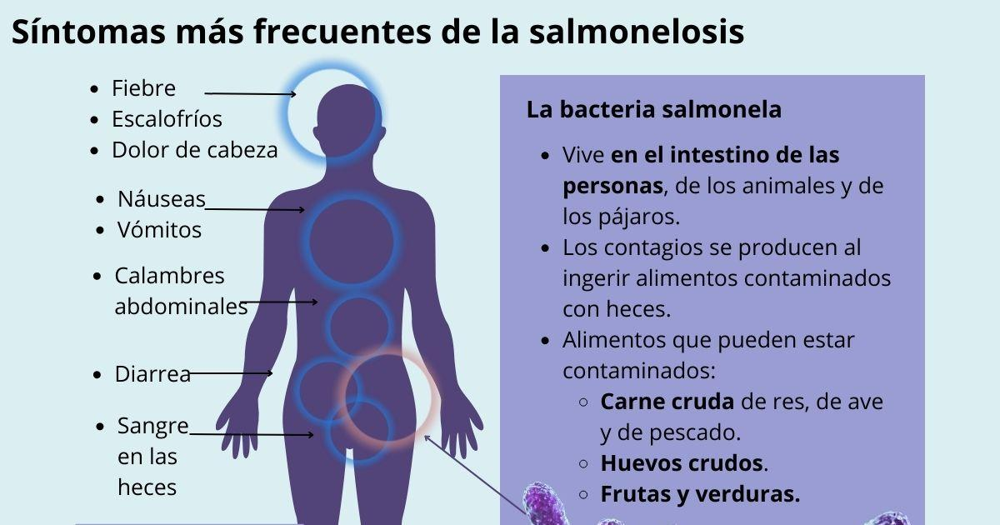 Síntomas más frecuentes de la salmonelosis
• Fiebre
• Escalofríos
• Dolor de cabeza
• Náuseas
• Vómitos
• Calambres
abdominales
• Diarrea
• Sangre
en las
heces
La bacteria salmonela
• Vive en el intestino de las
personas, de los animales y de
los pájaros.
• Los contagios se producen al
ingerir alimentos contaminados
con heces.
• Alimentos que pueden estar
contaminados:
◦ Carne cruda de res, de ave
y de pescado.
◦ Huevos crudos.
◦ Frutas y verduras.